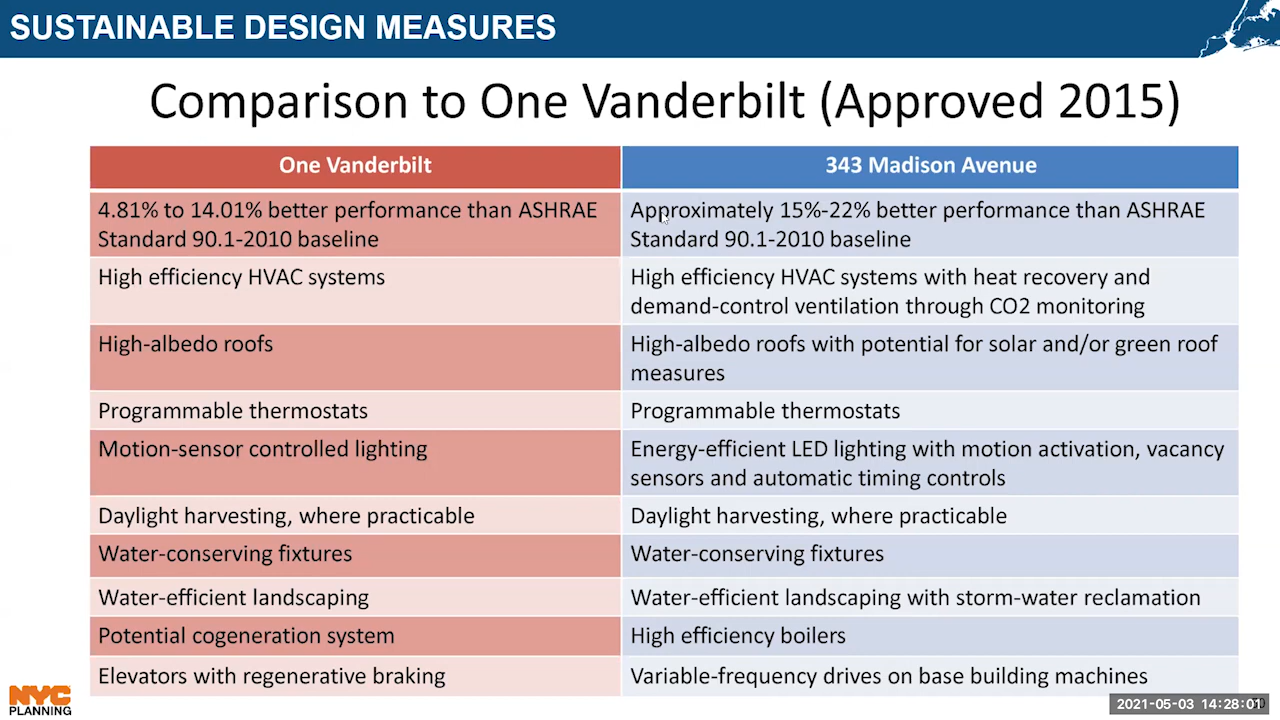 SUSTAINABLE DESIGN MEASURES
Comparison to One Vanderbilt (Approved 2015)
One Vanderbilt
343 Madison Avenue
4.81% to 14.01% better performance than ASHRAE
Standard 90.1-2010 baseline
Approximately 15%-22% better performance than ASHRAE
Standard 90.1-2010 baseline
High efficiency HVAC systems
High efficiency HVAC systems with heat recovery and
demand-control ventilation through CO2 monitoring
High-albedo roofs
High-albedo roofs with potential for solar and/or green roof
measures
Programmable thermostats
Programmable thermostats
Motion-sensor controlled lighting
Energy-efficient LED lighting with motion activation, vacancy
sensors and automatic timing controls
Daylight harvesting, where practicable
Daylight harvesting, where practicable
Water-conserving fixtures
Water-conserving fixtures
Water-efficient landscaping
Water-efficient landscaping with storm-water reclamation
Potential cogeneration system
High efficiency boilers
Elevators with regenerative braking
Variable-frequency drives on base building machines
NYC
PLANNING
2021-05-03 14:28:01